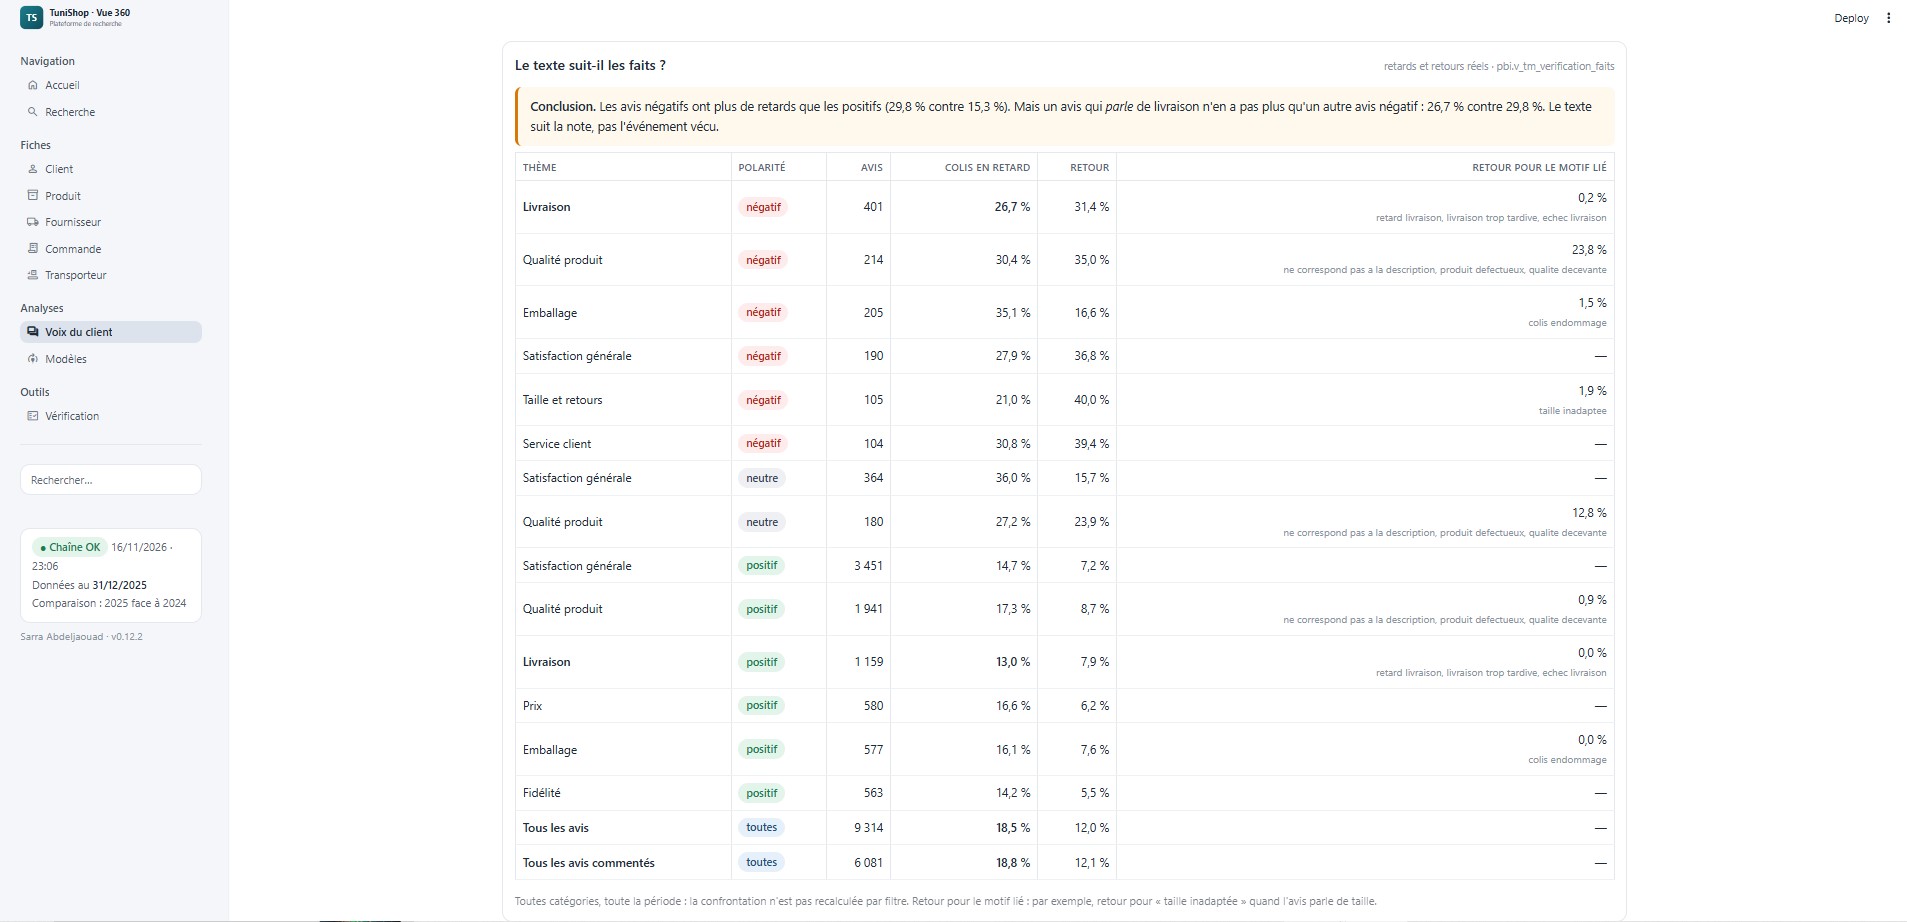 TS
TuniShop · Vue 360
Plateforme de recherche
Navigation
Accueil
Recherche
Fiches
Client
Produit
Fournisseur
Commande
Transporteur
Analyses
Voix du client
Modèles
Outils
Vérification
Rechercher...
● Chaîne OK 16/11/2026 ·
23:06
Données au 31/12/2025
Comparaison : 2025 face à 2024
Sarra Abdeljaouad · v0.12.2
Deploy
Le texte suit-il les faits ?
retards et retours réels · pbi.v_tm_verification_faits
Conclusion. Les avis négatifs ont plus de retards que les positifs (29,8 % contre 15,3 %). Mais un avis qui parle de livraison n'en a pas plus qu'un autre avis négatif : 26,7 % contre 29,8 %. Le texte
suit la note, pas l'événement vécu.
THÈME POLARITÉ AVIS COLIS EN RETARD RETOUR RETOUR POUR LE MOTIF LIÉ
Livraison négatif 401 26,7 % 31,4 % 0,2 %
retard livraison, livraison trop tardive, echec livraison
Qualité produit négatif 214 30,4 % 35,0 % 23,8 %
ne correspond pas a la description, produit defectueux, qualite decevante
Emballage négatif 205 35,1 % 16,6 % 1,5 %
colis endommage
Satisfaction générale négatif 190 27,9 % 36,8 % —
Taille et retours négatif 105 21,0 % 40,0 % 1,9 %
taille inadaptee
Service client négatif 104 30,8 % 39,4 % —
Satisfaction générale neutre 364 36,0 % 15,7 % —
Qualité produit neutre 180 27,2 % 23,9 % 12,8 %
ne correspond pas a la description, produit defectueux, qualite decevante
Satisfaction générale positif 3 451 14,7 % 7,2 % —
Qualité produit positif 1 941 17,3 % 8,7 % 0,9 %
ne correspond pas a la description, produit defectueux, qualite decevante
Livraison positif 1 159 13,0 % 7,9 % 0,0 %
retard livraison, livraison trop tardive, echec livraison
Prix positif 580 16,6 % 6,2 % —
Emballage positif 577 16,1 % 7,6 % 0,0 %
colis endommage
Fidélité positif 563 14,2 % 5,5 % —
Tous les avis toutes 9 314 18,5 % 12,0 % —
Tous les avis commentés toutes 6 081 18,8 % 12,1 % —
Toutes catégories, toute la période : la confrontation n'est pas recalculée par filtre. Retour pour le motif lié : par exemple, retour pour « taille inadaptée » quand l'avis parle de taille.